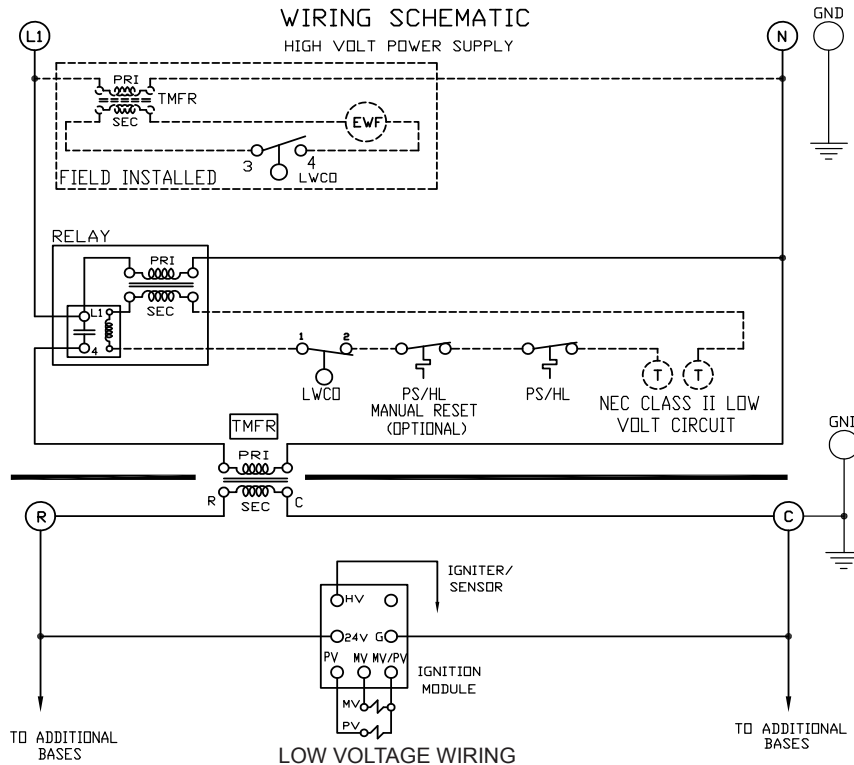 WIRING SCHEMATIC
HIGH VOLT POWER SUPPLY
GND
L1
N
PRI
TMFR
SEC
EWF
3
4
LWCO
FIELD INSTALLED
RELAY
PRI
SEC
L1
4
1
2
LWCO
PS/HL
MANUAL RESET
(OPTIONAL)
PS/HL
T
T
NEC CLASS II LOW
VOLT CIRCUIT
TMFR
PRI
GND
R
SEC
C
R
C
IGNITER/
SENSOR
HV
24V
G
PV
MV
MV/PV
IGNITION
MODULE
MV
PV
TO ADDITIONAL
BASES
TO ADDITIONAL
BASES
LOW VOLTAGE WIRING